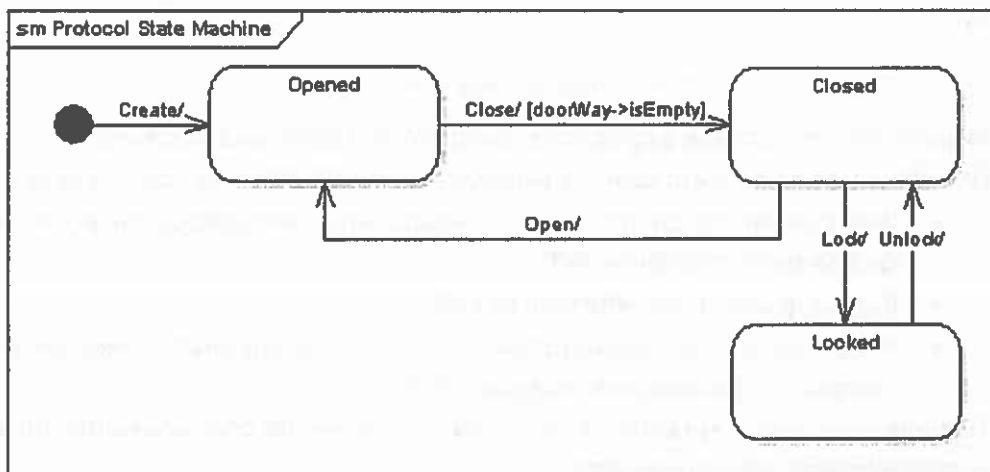 sm Protocol State Machine
Opened
Closed
Create/
Close/ [doorWay->isEmpty]
Open/
Lock/ Unlock/
Locked